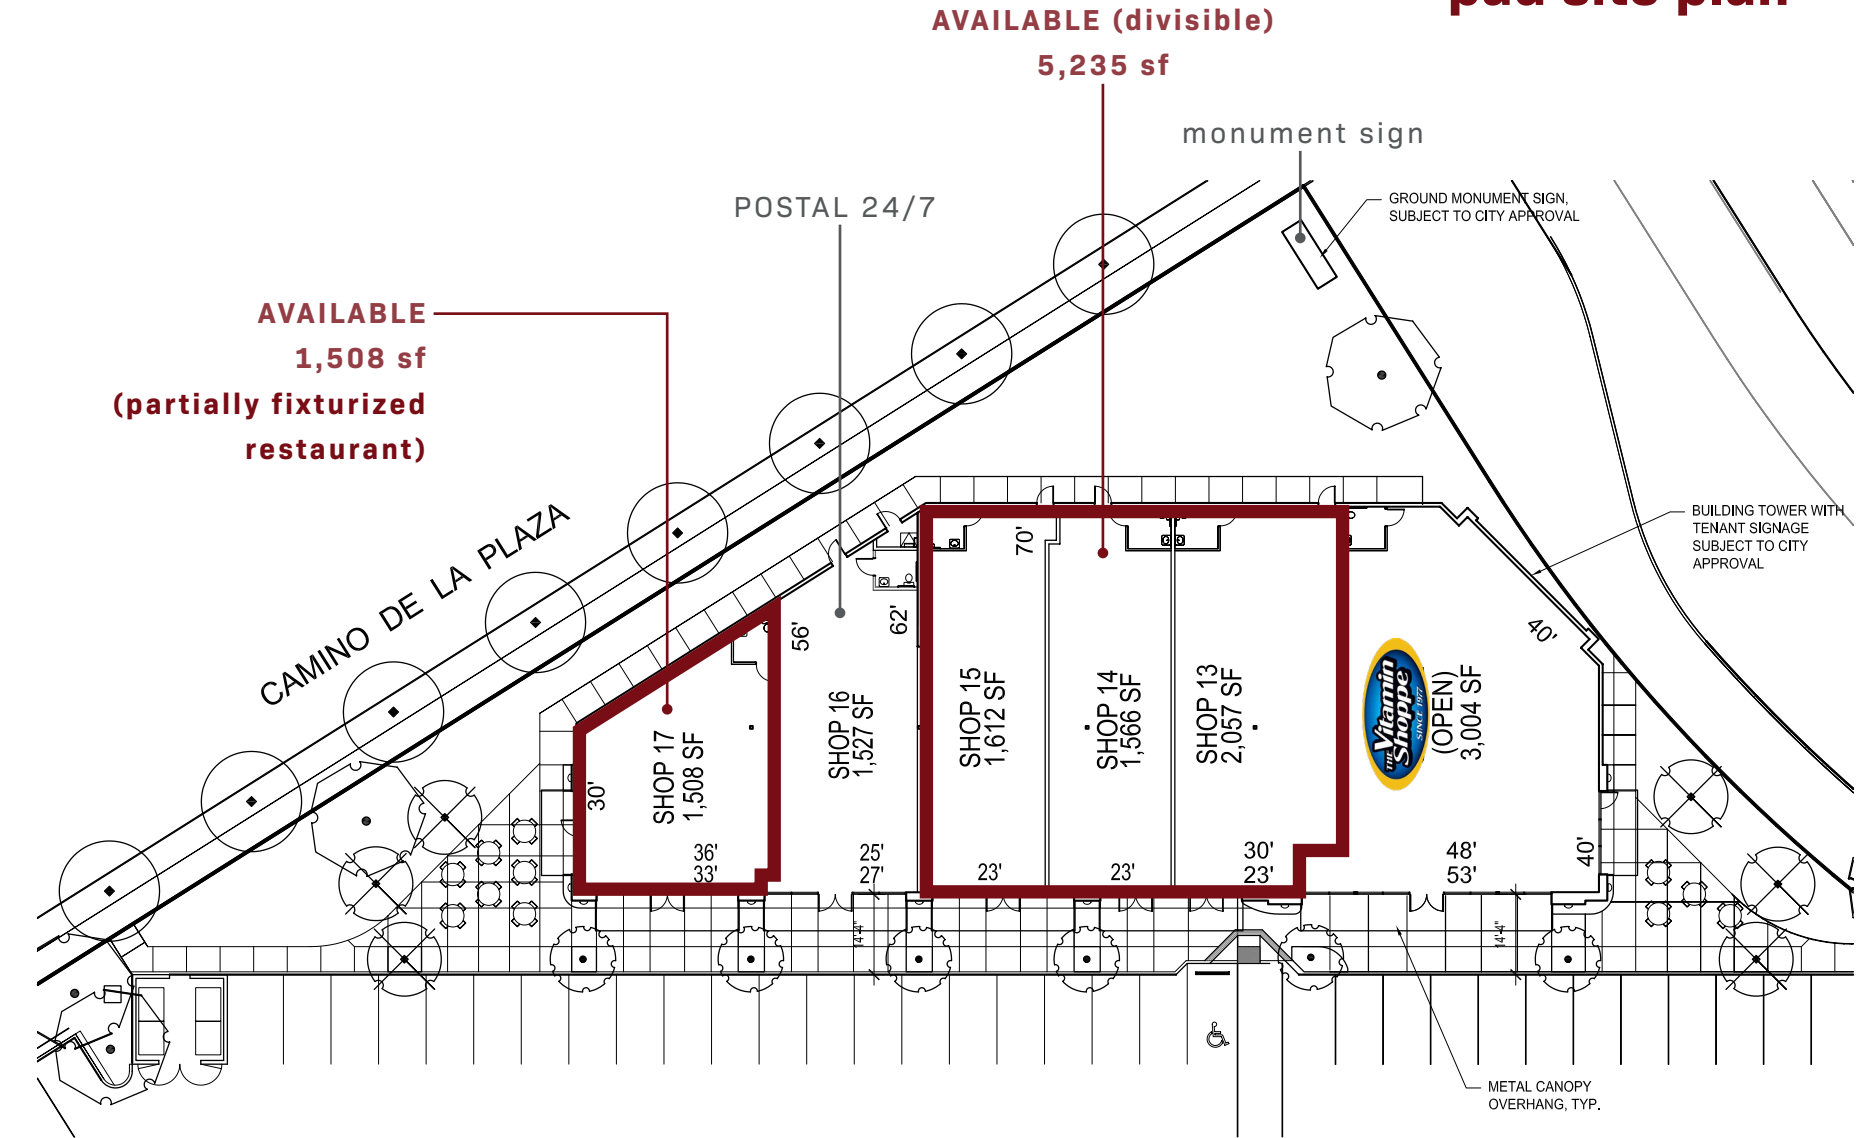 pad site plan
AVAILABLE (divisible)
5,235 sf
monument sign
GROUND MONUMENT SIGN,
SUBJECT TO CITY APPROVAL
POSTAL 24/7
AVAILABLE
1,508 sf
(partially fixturized
restaurant)
CAMINO DE LA PLAZA
BUILDING TOWER WITH
TENANT SIGNAGE
SUBJECT TO CITY
APPROVAL
70'
62'
56'
40'
30'
SHOP 17
1,508 SF
SHOP 16
1,527 SF
SHOP 15
1,612 SF
SHOP 14
1,566 SF
SHOP 13
2,057 SF
THE Vitamin
Shoppe
SINCE 1977
(OPEN)
3,004 SF
40'
36'
33'
25'
27'
23'
23'
30'
23'
48'
53'
14'-4"
14'-4"
METAL CANOPY
OVERHANG, TYP.